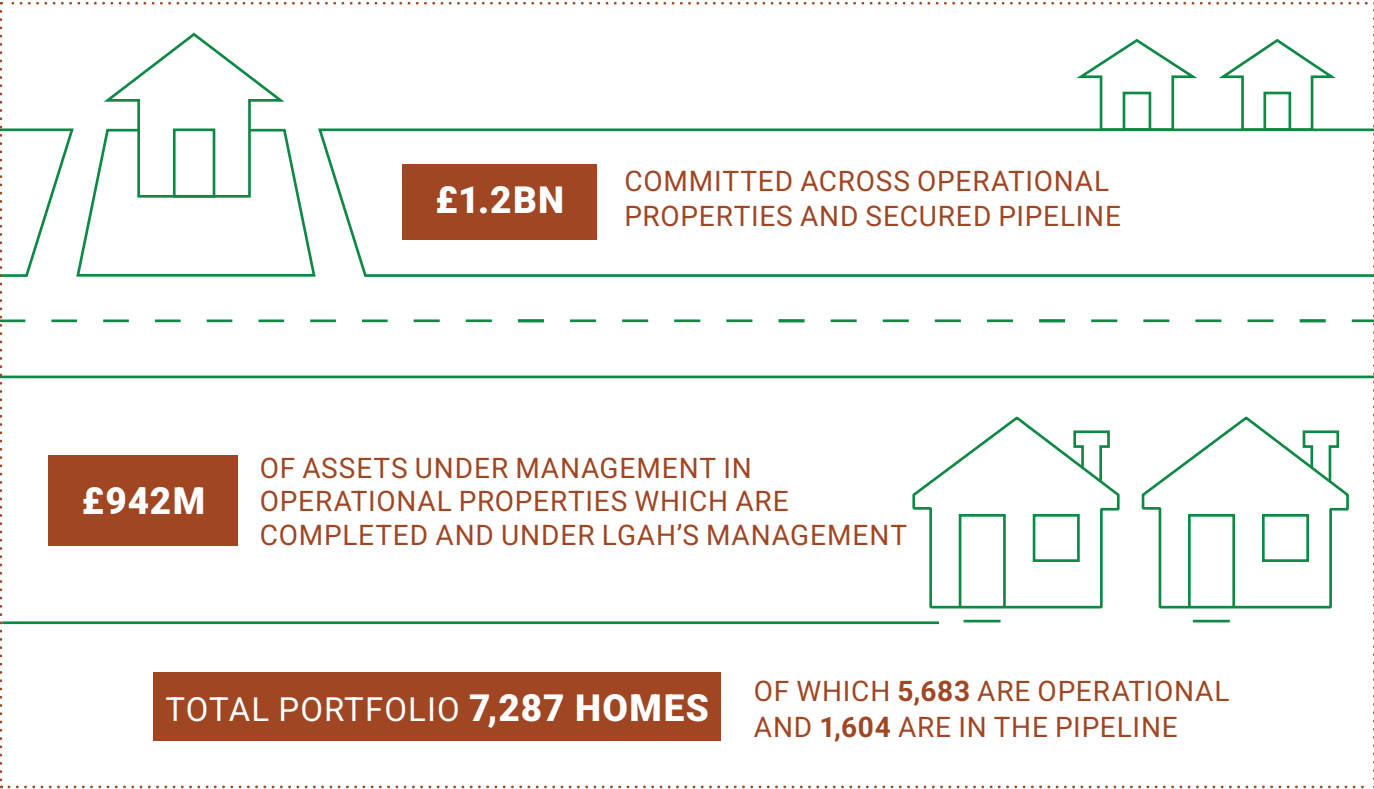 £1.2BN
COMMITTED ACROSS OPERATIONAL
PROPERTIES AND SECURED PIPELINE
£942M
OF ASSETS UNDER MANAGEMENT IN
OPERATIONAL PROPERTIES WHICH ARE
COMPLETED AND UNDER LGAH’S MANAGEMENT
TOTAL PORTFOLIO 7,287 HOMES
OF WHICH 5,683 ARE OPERATIONAL
AND 1,604 ARE IN THE PIPELINE